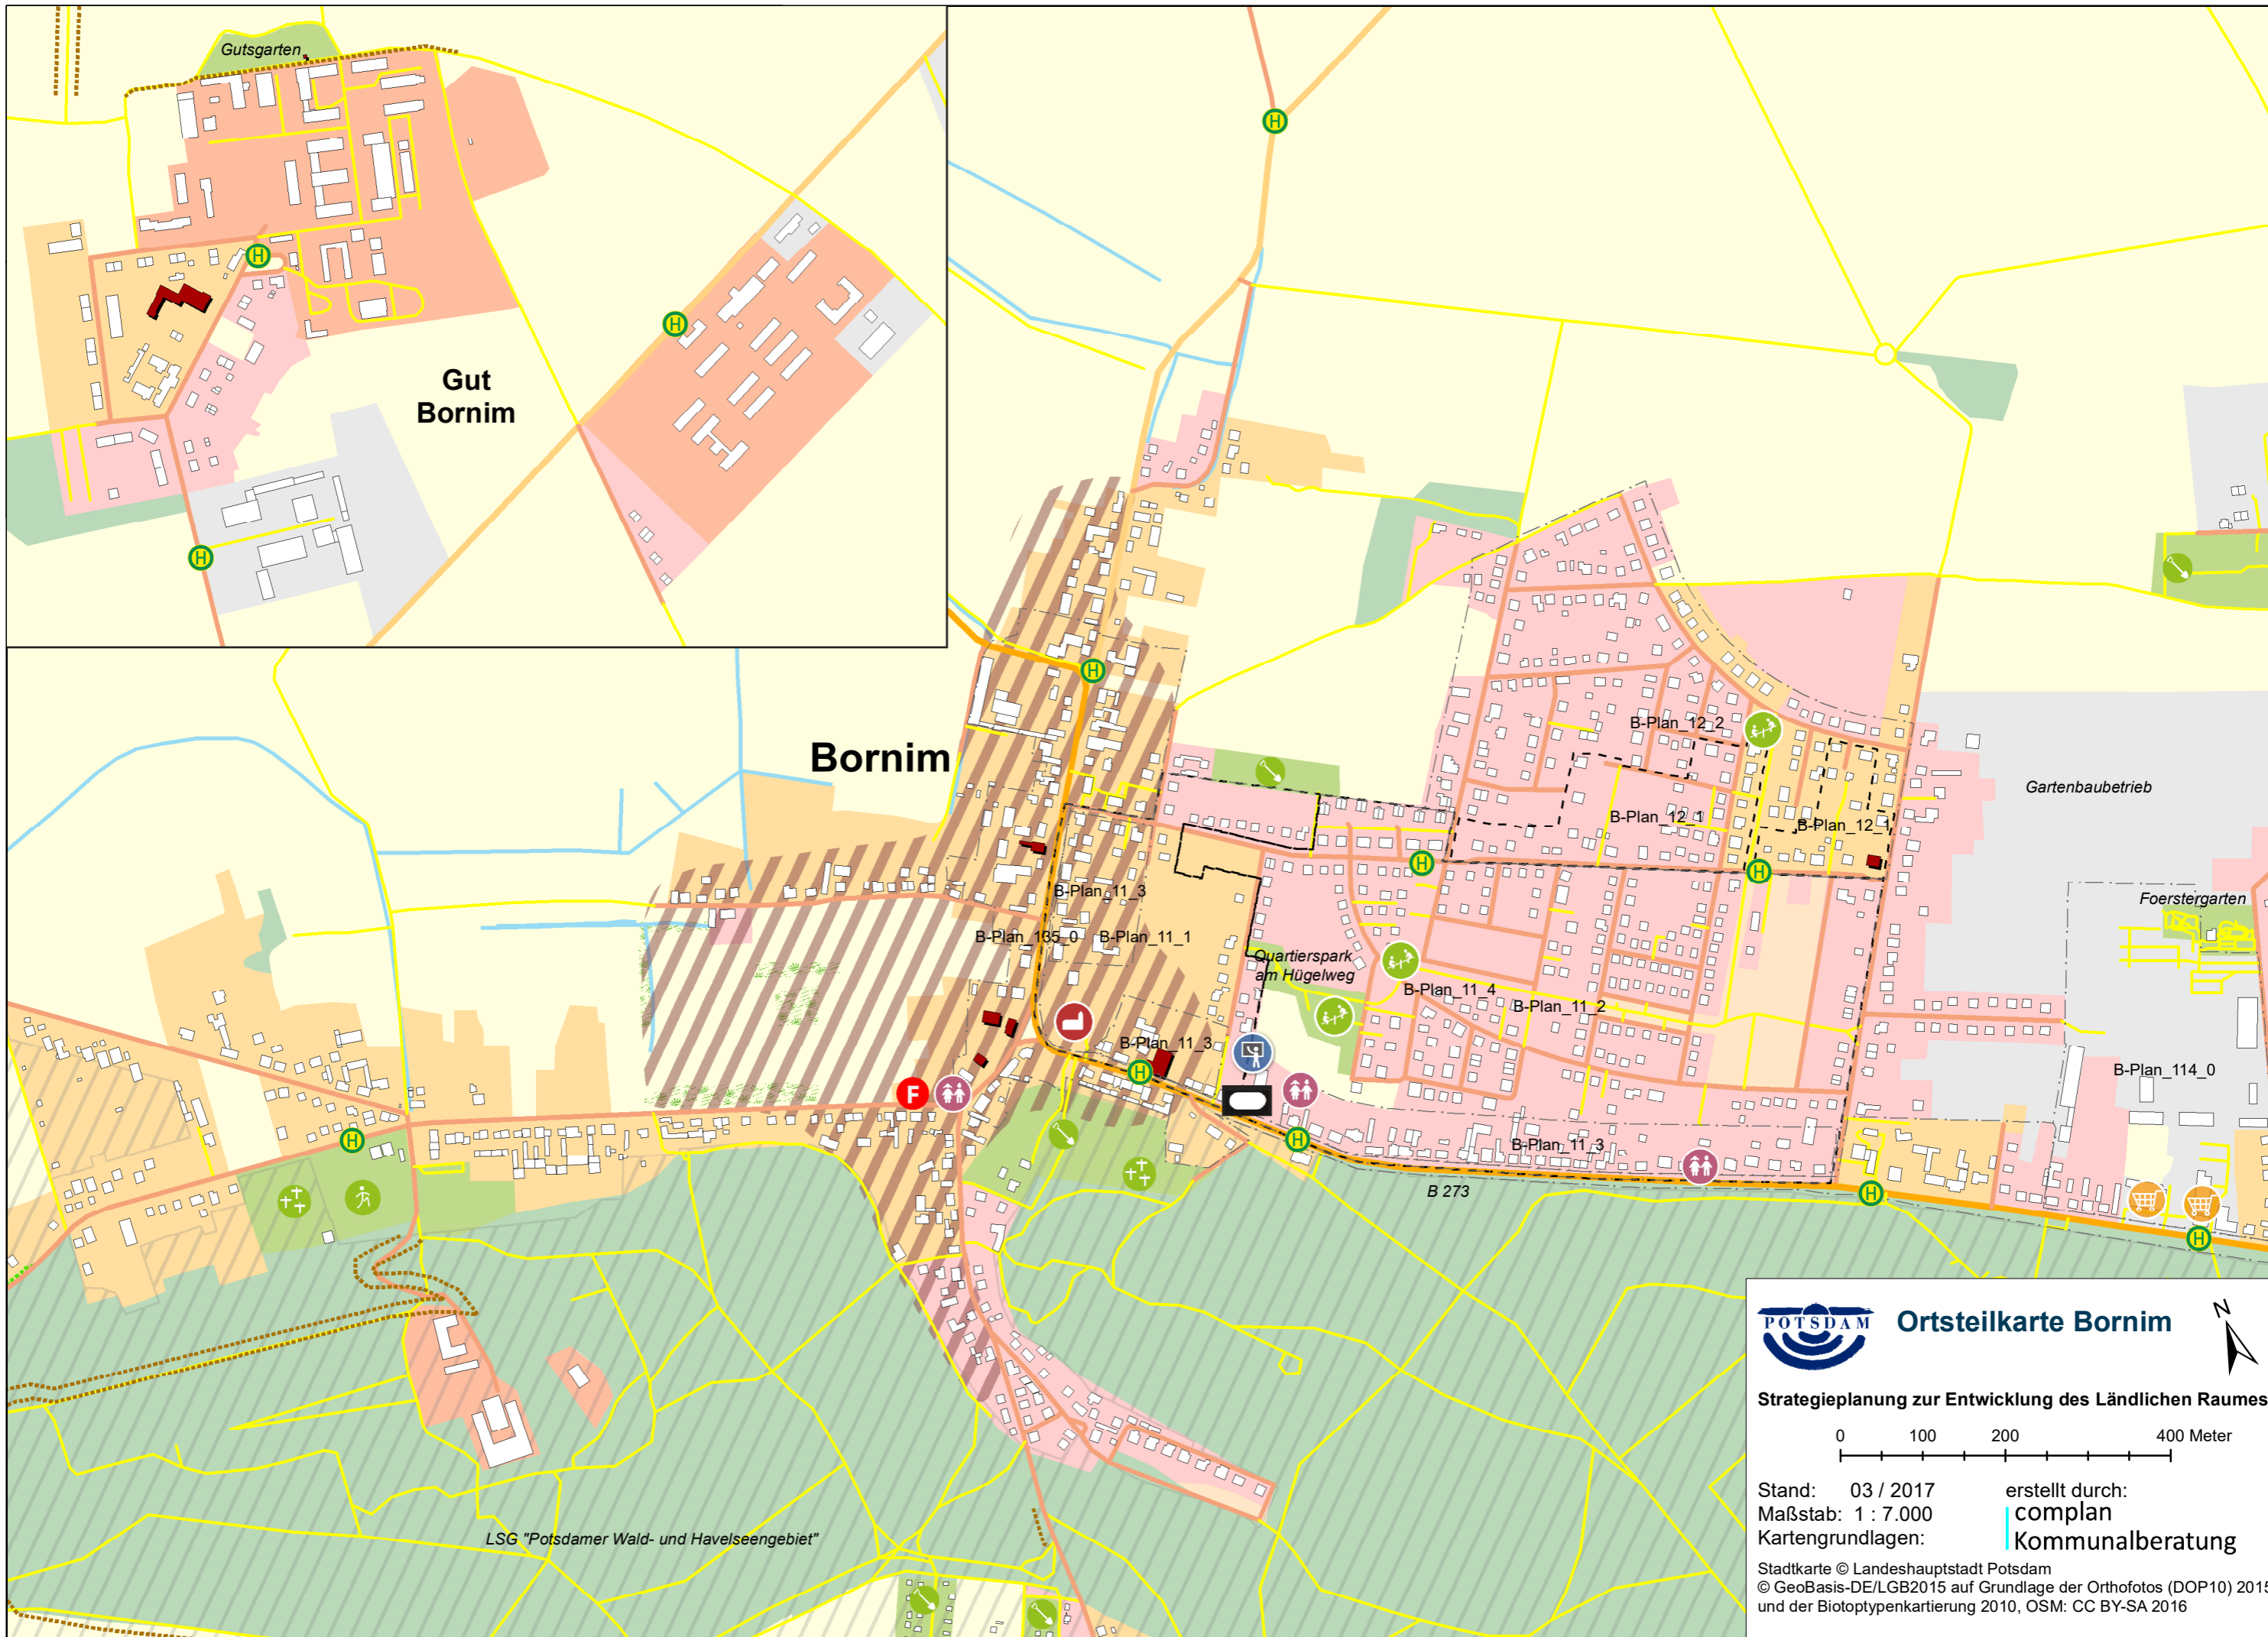 Gutsgarten
H
H
H
Gut
Bornim
H
H
H
Bornim
B-Plan_12_2
Gartenbaubetrieb
B-Plan_12_1
B-Plan_12_1
H
H
B-Plan_11_3
Foerstergarten
B-Plan_135_0
B-Plan_11_1
Quartierspark
am Hügelweg
B-Plan_11_4
B-Plan_11_2
B-Plan_11_3
H
B-Plan_114_0
F
H
H
B-Plan_11_3
B 273
H
H
LSG "Potsdamer Wald- und Havelseengebiet"
POTSDAM
Ortsteilkarte Bornim
N
Strategieplanung zur Entwicklung des Ländlichen Raumes
0 100 200 400 Meter
Stand: 03 / 2017
Maßstab: 1 : 7.000
Kartengrundlagen:
erstellt durch:
complan
Kommunalberatung
Stadtkarte © Landeshauptstadt Potsdam
© GeoBasis-DE/LGB2015 auf Grundlage der Orthofotos (DOP10) 2015
und der Biotoptypenkartierung 2010, OSM: CC BY-SA 2016